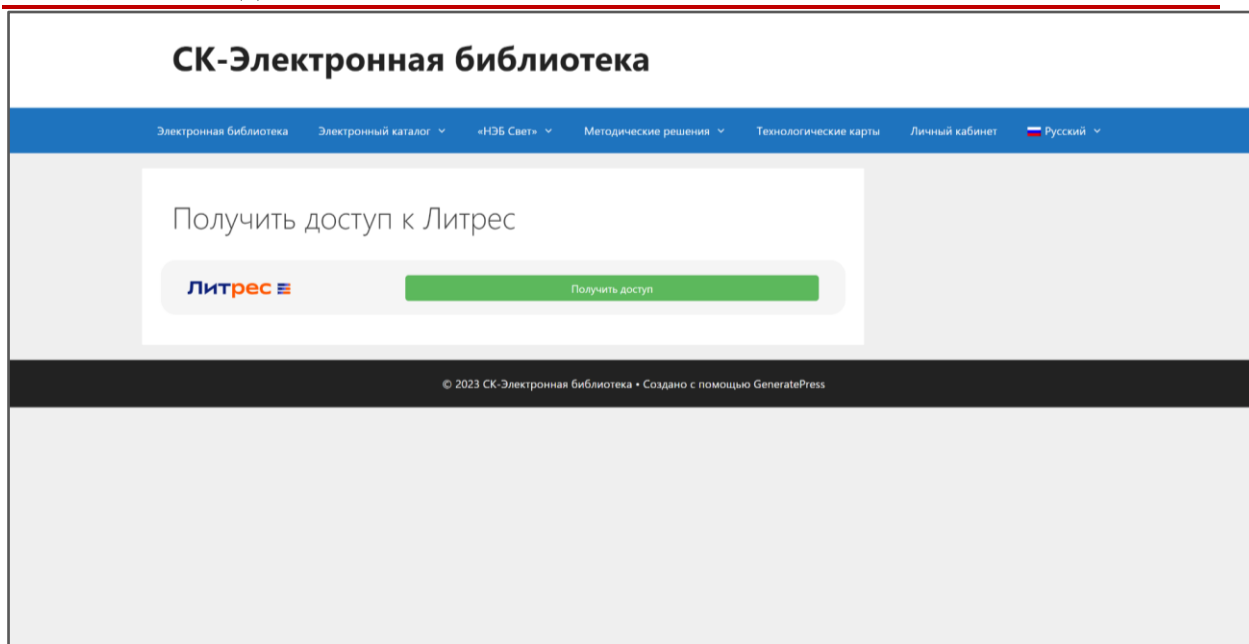 СК-Электронная библиотека
Электронная библиотека Электронный каталог «НЭБ Свет» Методические решения Технологические карты Личный кабинет Русский
Получить доступ к Литрес
Литрес Получить доступ
© 2023 СК-Электронная библиотека • Создано с помощью GeneratePress